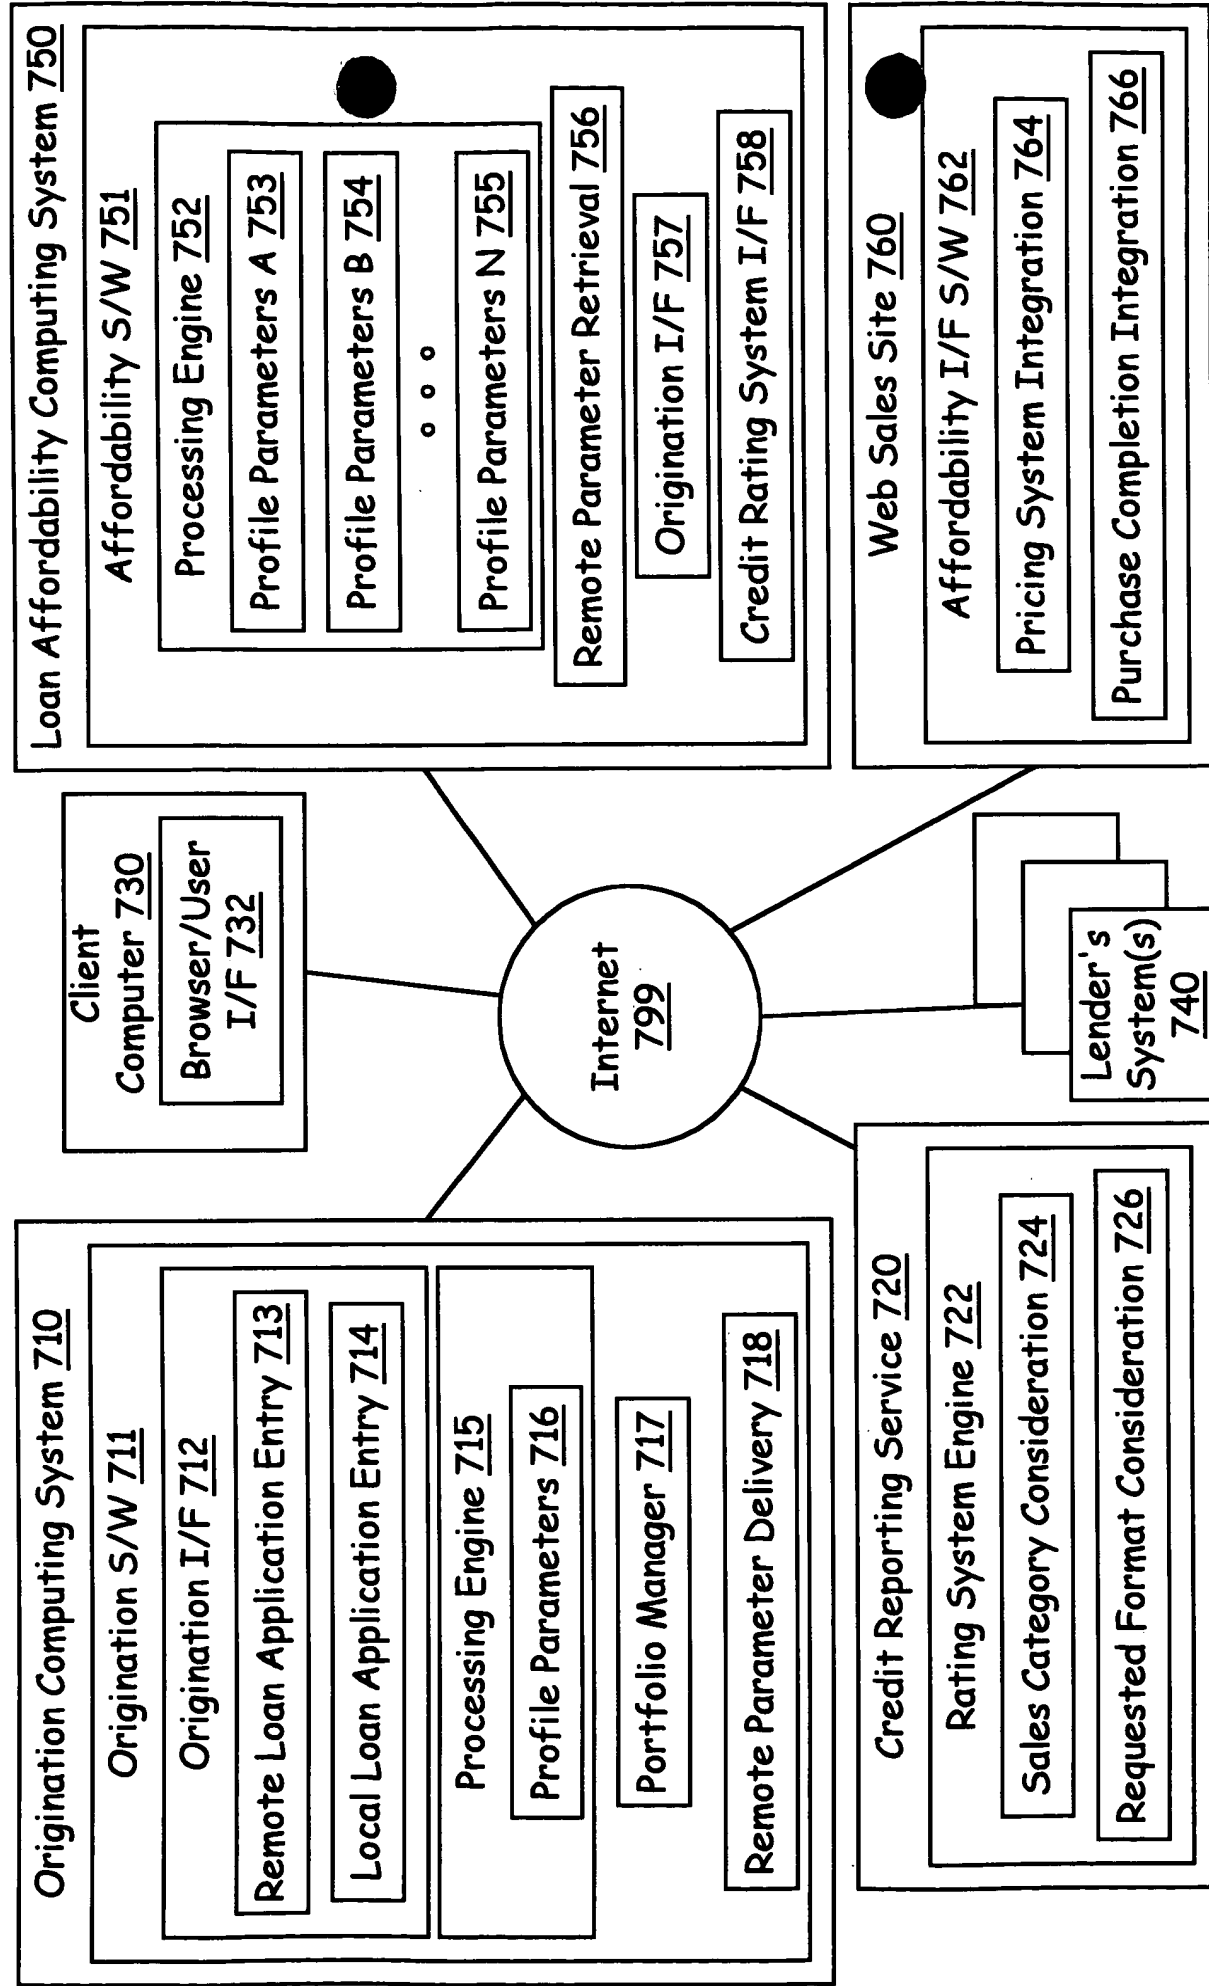 Origination Computing System 710
Origination S/W 711
Origination I/F 712
Remote Loan Application Entry 713
Local Loan Application Entry 714
Processing Engine 715
Profile Parameters 716
Portfolio Manager 717
Remote Parameter Delivery 718
Client
Computer 730
Browser/User
I/F 732
Loan Affordability Computing System 750
Affordability S/W 751
Processing Engine 752
Profile Parameters A 753
Profile Parameters B 754
Profile Parameters N 755
Remote Parameter Retrieval 756
Origination I/F 757
Credit Rating System I/F 758
Internet
799
Credit Reporting Service 720
Rating System Engine 722
Sales Category Consideration 724
Requested Format Consideration 726
Lender's
System(s)
740
Web Sales Site 760
Affordability I/F S/W 762
Pricing System Integration 764
Purchase Completion Integration 766